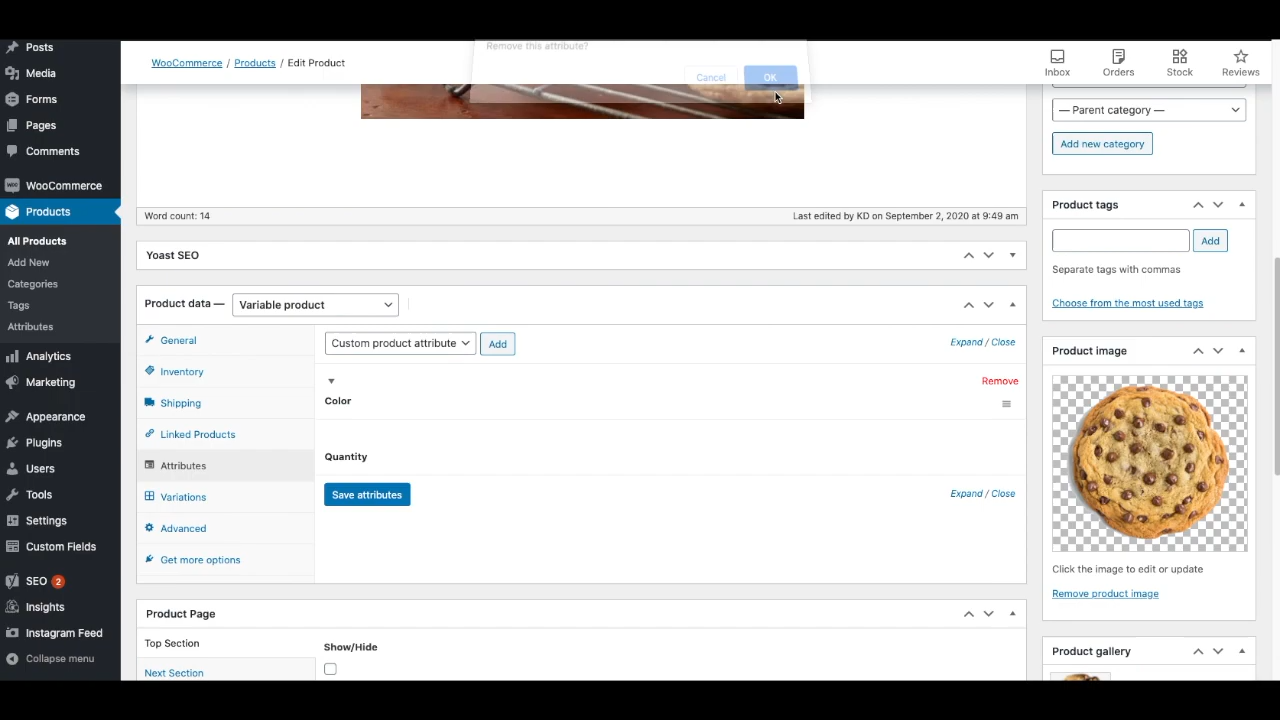 Posts
Media
Forms
Pages
Comments
WooCommerce
Products
All Products
Add New
Categories
Tags
Attributes
Analytics
Marketing
Appearance
Plugins
Users
Tools
Settings
Custom Fields
SEO 2
Insights
Instagram Feed
Collapse menu
WooCommerce / Products / Edit Product
Remove this attribute?
Cancel OK
Inbox Orders Stock Reviews
Word count: 14 Last edited by KD on September 2, 2020 at 9:49 am
Yoast SEO
Product data — Variable product
General
Inventory
Shipping
Linked Products
Attributes
Variations
Advanced
Get more options
Custom product attribute Add Expand / Close
Remove
Color
Quantity
Save attributes Expand / Close
Product Page
Top Section
Next Section
Show/Hide
— Parent category —
Add new category
Product tags
Add
Separate tags with commas
Choose from the most used tags
Product image
Click the image to edit or update
Remove product image
Product gallery